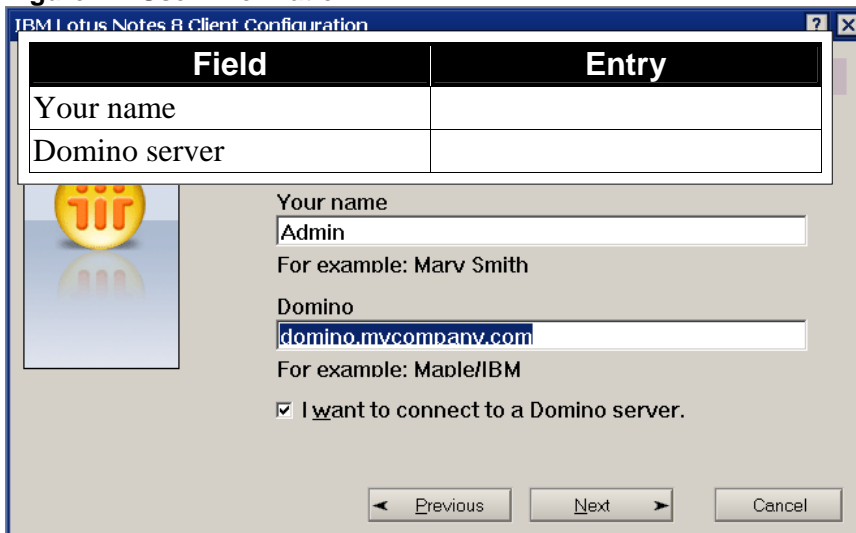 IBM Lotus Notes 8 Client Configuration
Field Entry
Your name
Domino server
Your name
Admin
For example: Mary Smith
Domino
domino.mycompany.com
For example: Maple/IBM
I want to connect to a Domino server.
Previous Next Cancel